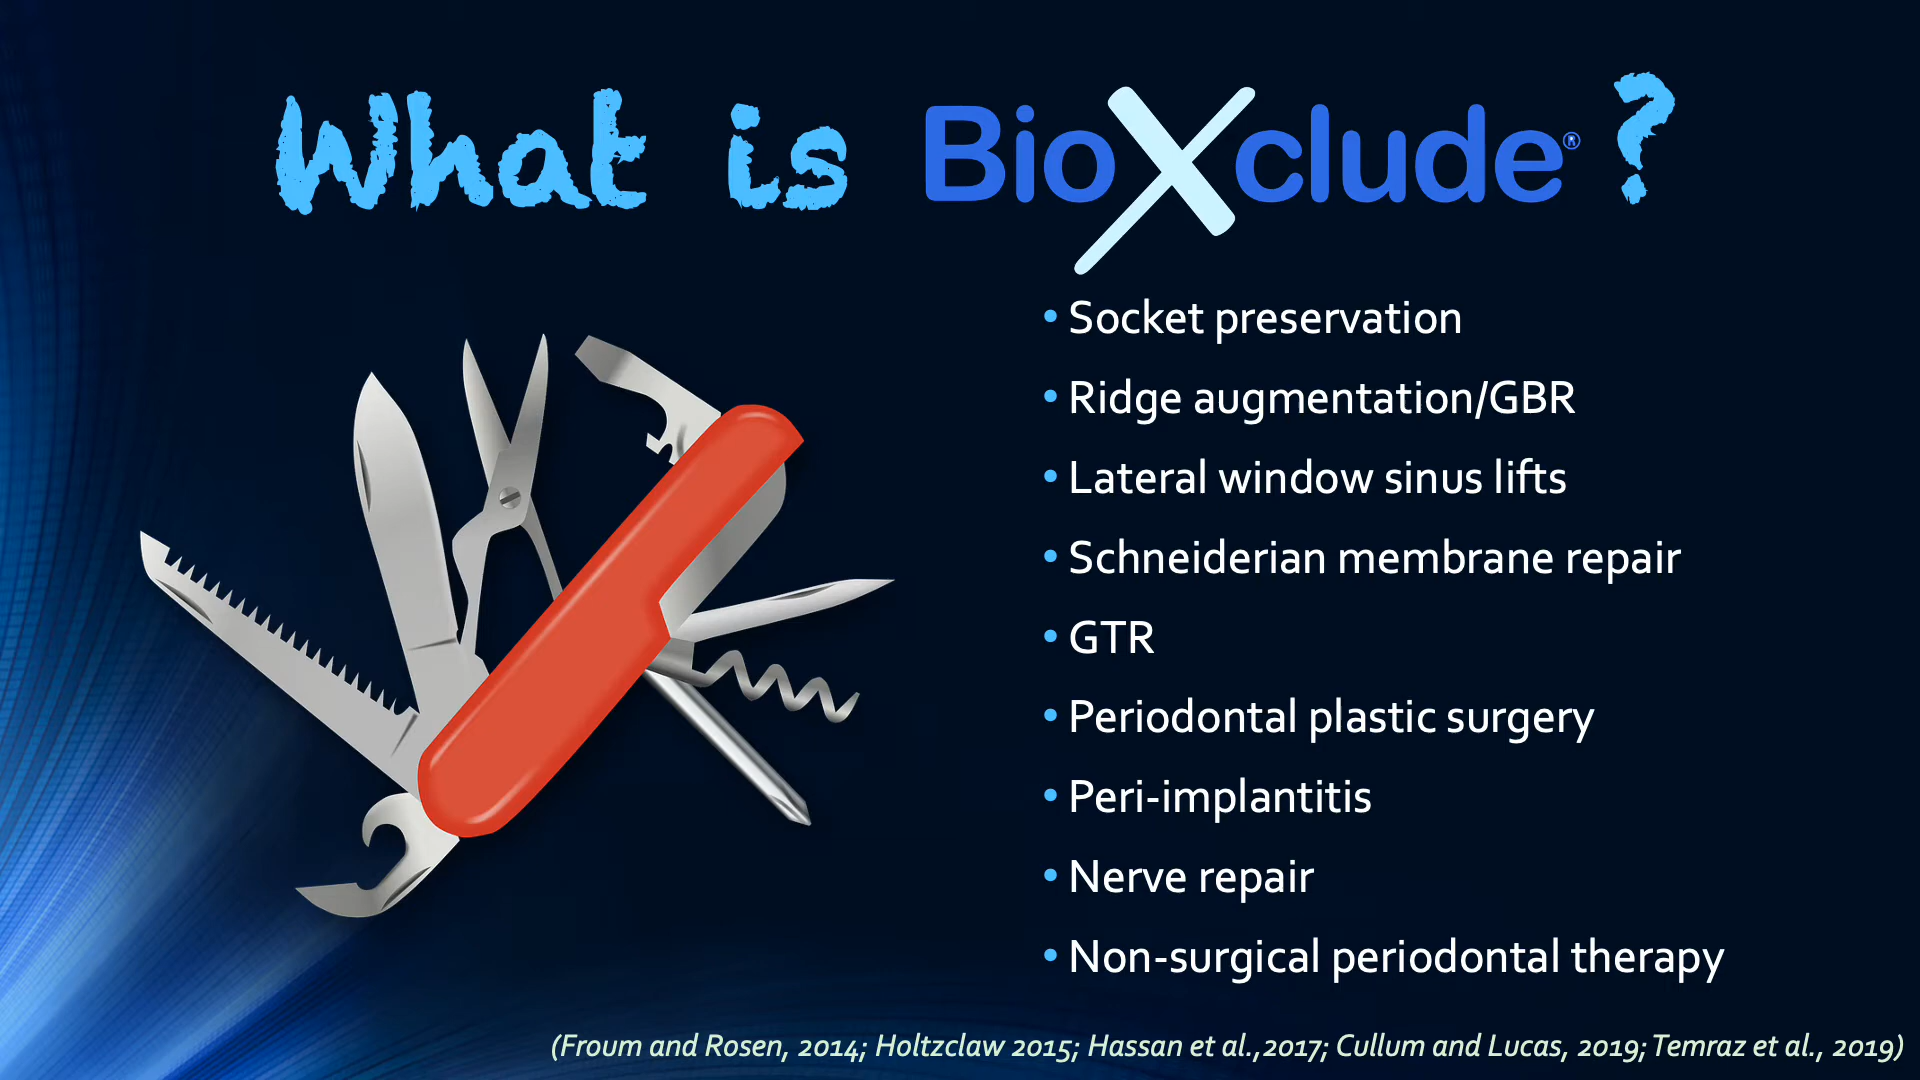 What is BioXclude® ?
• Socket preservation
• Ridge augmentation/GBR
• Lateral window sinus lifts
• Schneiderian membrane repair
• GTR
• Periodontal plastic surgery
• Peri-implantitis
• Nerve repair
• Non-surgical periodontal therapy
(Froum and Rosen, 2014; Holtzclaw 2015; Hassan et al.,2017; Cullum and Lucas, 2019; Temraz et al., 2019)